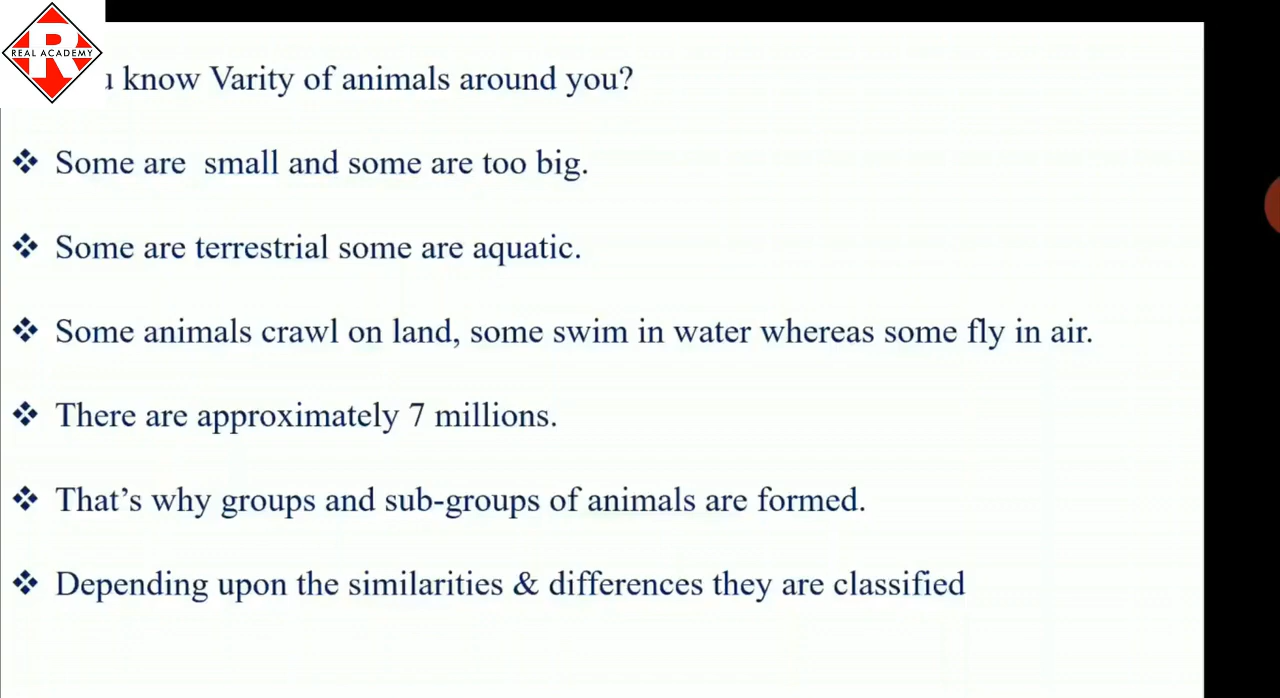 REAL ACADEMY
u know Varity of animals around you?
❖ Some are small and some are too big.
❖ Some are terrestrial some are aquatic.
❖ Some animals crawl on land, some swim in water whereas some fly in air.
❖ There are approximately 7 millions.
❖ That’s why groups and sub-groups of animals are formed.
❖ Depending upon the similarities & differences they are classified